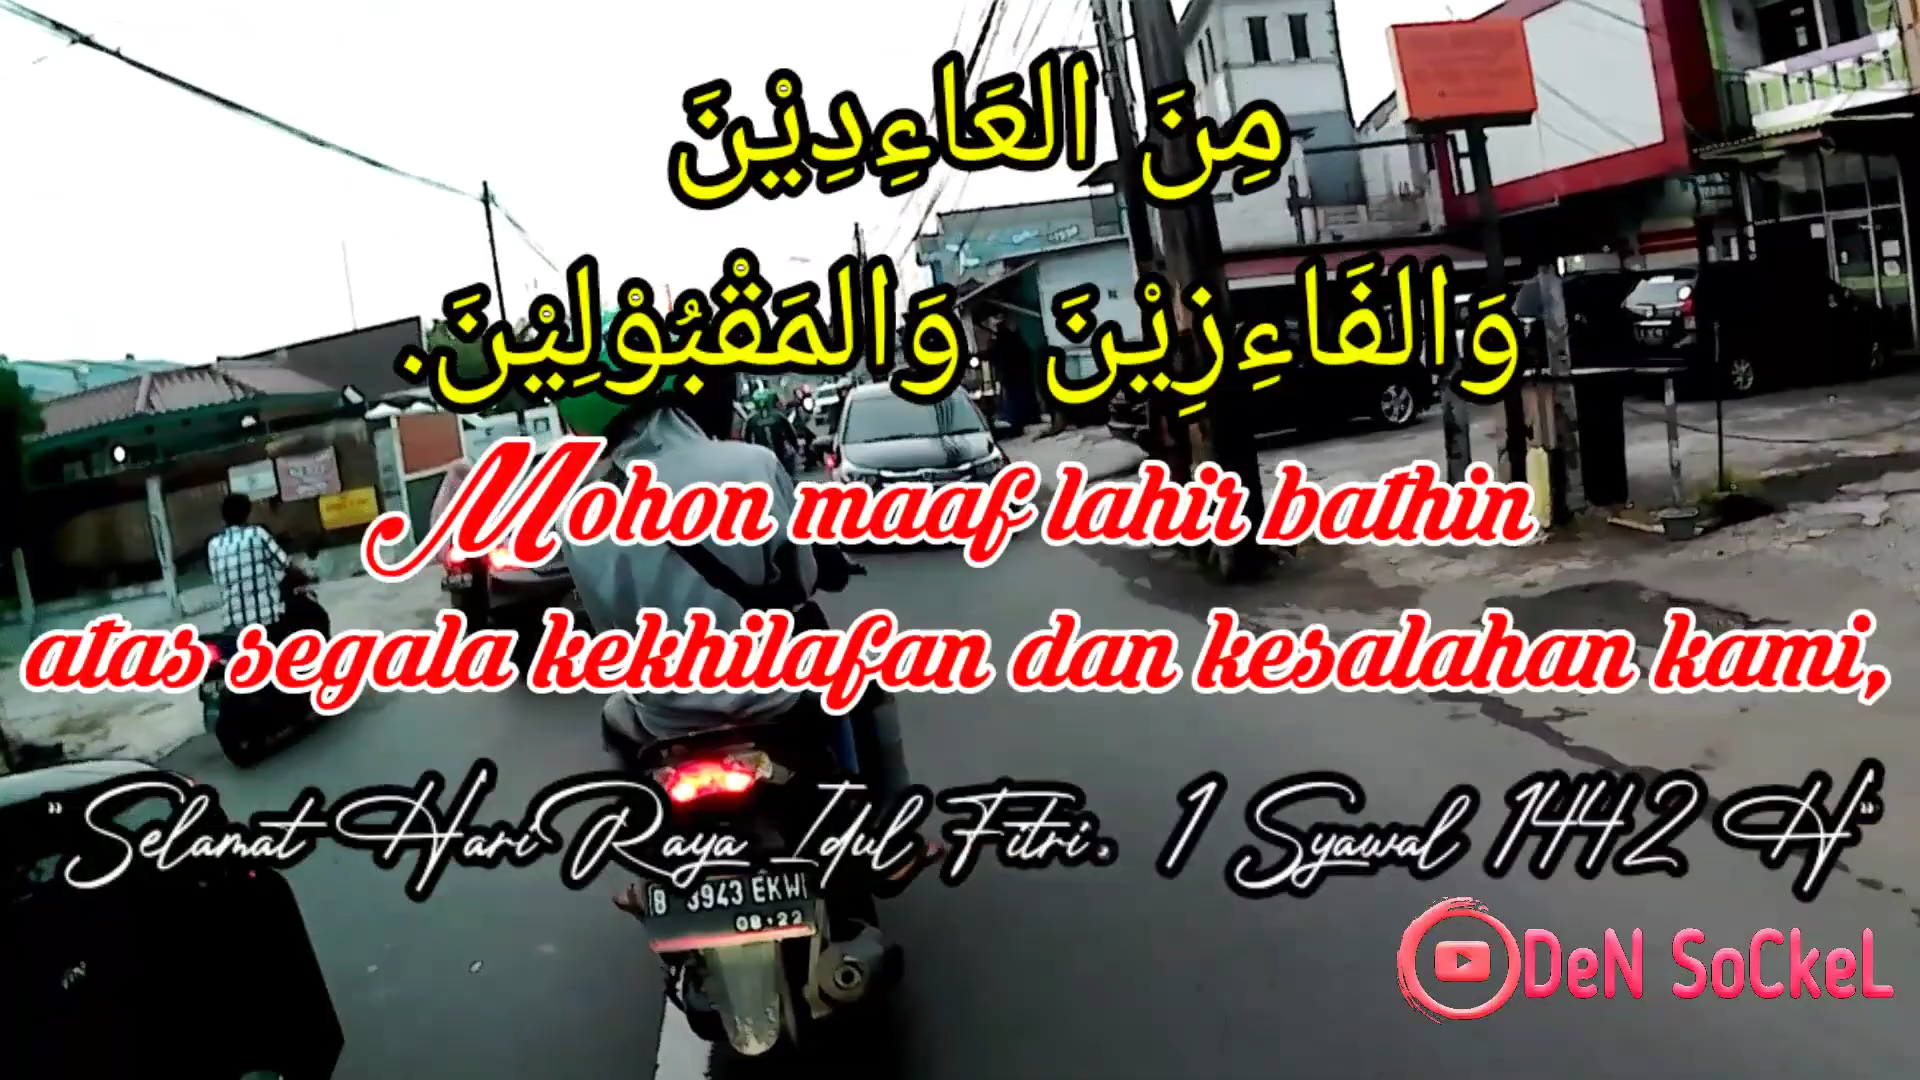 مِنَ العَاءِدِيْنَ
وَالفَاءِزِيْنَ وَالمَقْبُوْلِيْنَ.
Mohon maaf lahir bathin
atas segala kekhilafan dan kesalahan kami,
"Selamat Hari Raya Idul Fitri. 1 Syawal 1442 H"
B 3943 EKW
08·22
DeN SoCkeL